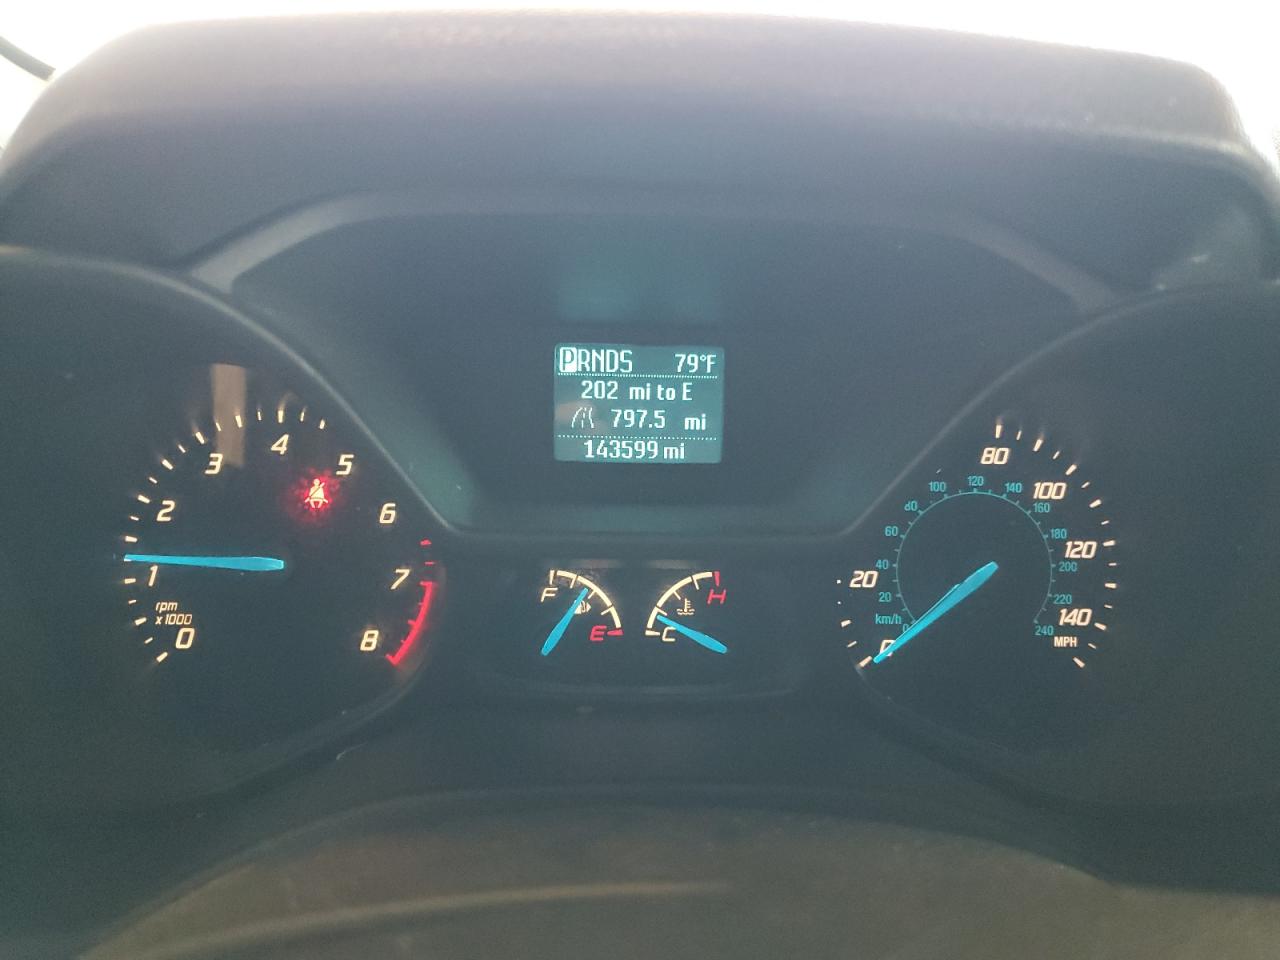 PRNDS 79°F
202 mi to E
797.5 mi
143599 mi
0 1 2 3 4 5 6 7 8
rpm
x1000
F E
C H
0 20 80 100 120 140
MPH
0 20 40 60 80 100 120 140 160 180 200 220 240
km/h